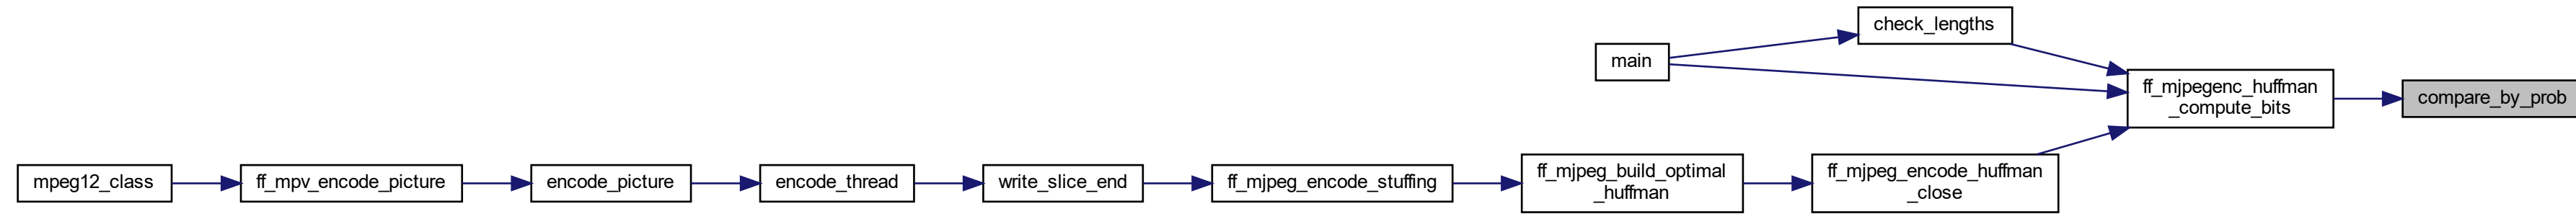 check_lengths
main
ff_mjpegenc_huffman
_compute_bits
compare_by_prob
mpeg12_class
ff_mpv_encode_picture
encode_picture
encode_thread
write_slice_end
ff_mjpeg_encode_stuffing
ff_mjpeg_build_optimal
_huffman
ff_mjpeg_encode_huffman
_close